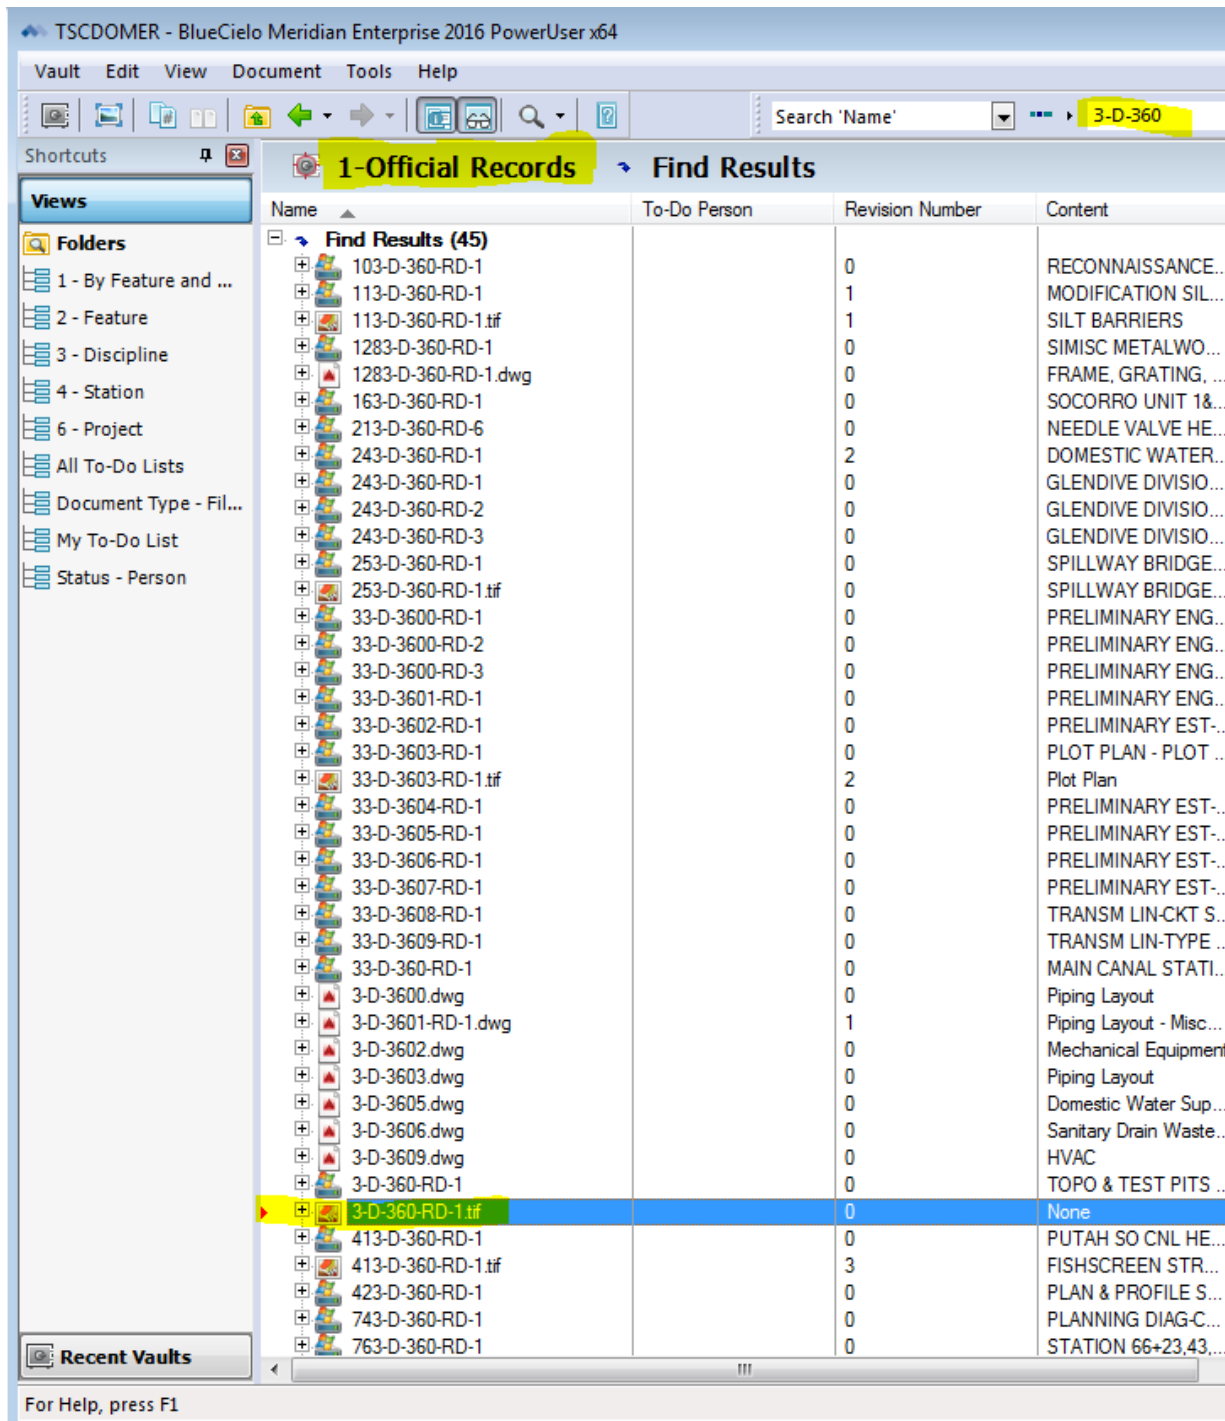 TSCDOMER - BlueCielo Meridian Enterprise 2016 PowerUser x64
Vault Edit View Document Tools Help
Search 'Name' 3-D-360
Shortcuts
1-Official Records Find Results
Views
Folders
1 - By Feature and ...
2 - Feature
3 - Discipline
4 - Station
6 - Project
All To-Do Lists
Document Type - Fil...
My To-Do List
Status - Person
Recent Vaults
Name To-Do Person Revision Number Content
Find Results (45)
103-D-360-RD-1 0 RECONNAISSANCE...
113-D-360-RD-1 1 MODIFICATION SIL...
113-D-360-RD-1.tif 1 SILT BARRIERS
1283-D-360-RD-1 0 SIMISC METALWO...
1283-D-360-RD-1.dwg 0 FRAME, GRATING, ...
163-D-360-RD-1 0 SOCORRO UNIT 1&...
213-D-360-RD-6 0 NEEDLE VALVE HE...
243-D-360-RD-1 2 DOMESTIC WATER...
243-D-360-RD-1 0 GLENDIVE DIVISIO...
243-D-360-RD-2 0 GLENDIVE DIVISIO...
243-D-360-RD-3 0 GLENDIVE DIVISIO...
253-D-360-RD-1 0 SPILLWAY BRIDGE...
253-D-360-RD-1.tif 0 SPILLWAY BRIDGE...
33-D-3600-RD-1 0 PRELIMINARY ENG...
33-D-3600-RD-2 0 PRELIMINARY ENG...
33-D-3600-RD-3 0 PRELIMINARY ENG...
33-D-3601-RD-1 0 PRELIMINARY ENG...
33-D-3602-RD-1 0 PRELIMINARY EST-...
33-D-3603-RD-1 0 PLOT PLAN - PLOT ...
33-D-3603-RD-1.tif 2 Plot Plan
33-D-3604-RD-1 0 PRELIMINARY EST-...
33-D-3605-RD-1 0 PRELIMINARY EST-...
33-D-3606-RD-1 0 PRELIMINARY EST-...
33-D-3607-RD-1 0 PRELIMINARY EST-...
33-D-3608-RD-1 0 TRANSM LIN-CKT S...
33-D-3609-RD-1 0 TRANSM LIN-TYPE ...
33-D-360-RD-1 0 MAIN CANAL STATI...
3-D-3600.dwg 0 Piping Layout
3-D-3601-RD-1.dwg 1 Piping Layout - Misc...
3-D-3602.dwg 0 Mechanical Equipment
3-D-3603.dwg 0 Piping Layout
3-D-3605.dwg 0 Domestic Water Sup...
3-D-3606.dwg 0 Sanitary Drain Waste...
3-D-3609.dwg 0 HVAC
3-D-360-RD-1 0 TOPO & TEST PITS ...
3-D-360-RD-1.tif 0 None
413-D-360-RD-1 0 PUTAH SO CNL HE...
413-D-360-RD-1.tif 3 FISHSCREEN STR...
423-D-360-RD-1 0 PLAN & PROFILE S...
743-D-360-RD-1 0 PLANNING DIAG-C...
763-D-360-RD-1 0 STATION 66+23,43,...
For Help, press F1